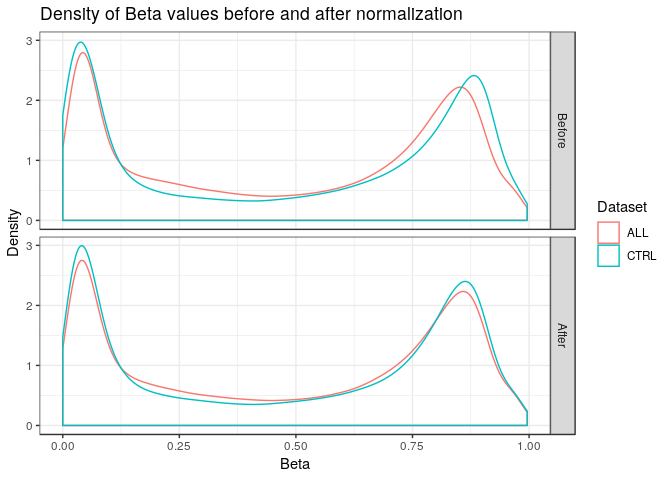 Density of Beta values before and after normalization
3
2
1
0
Before
3
2
1
0
After
Density
0.00 0.25 0.50 0.75 1.00
Beta
Dataset
ALL
CTRL